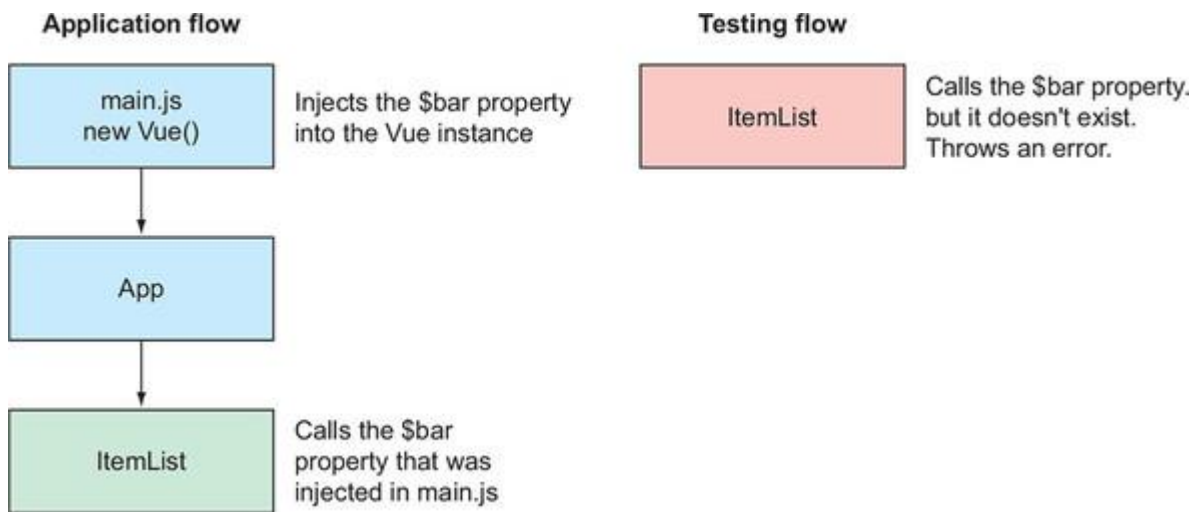 Application flow
main.js
new Vue()
Injects the $bar property
into the Vue instance
App
ItemList
Calls the $bar
property that was
injected in main.js
Testing flow
ItemList
Calls the $bar property.
but it doesn't exist.
Throws an error.